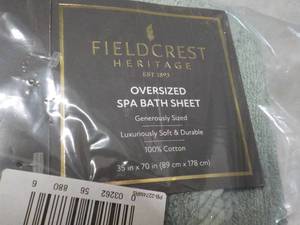 FIELDCREST
HERITAGE
EST 1893
OVERSIZED
SPA BATH SHEET
Generously Sized
Luxuriously Soft & Durable
100% Cotton
35 in x 70 in (89 cm x 178 cm)
0 03262 56 880 6